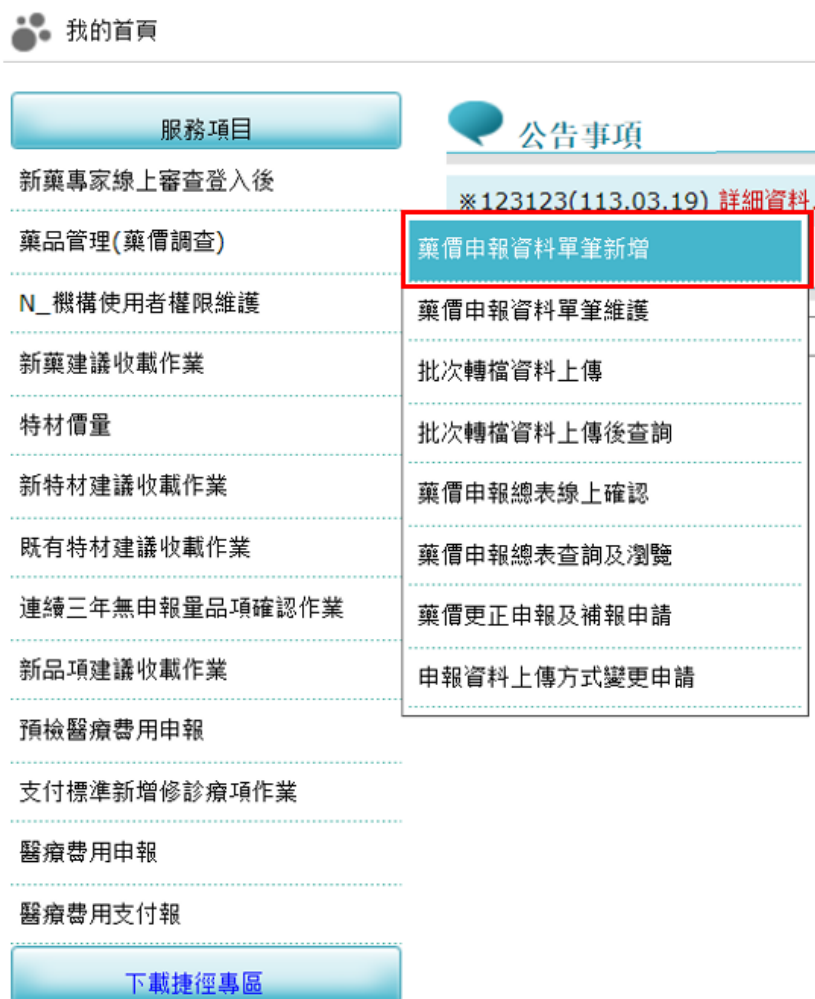 我的首頁
服務項目
新藥專家線上審查登入後
藥品管理(藥價調查)
N_機構使用者權限維護
新藥建議收載作業
特材價量
新特材建議收載作業
既有特材建議收載作業
連續三年無申報量品項確認作業
新品項建議收載作業
預檢醫療費用申報
支付標準新增修診療項作業
醫療費用申報
醫療費用支付報
下載捷徑專區
公告事項
※123123(113.03.19) 詳細資料
藥價申報資料單筆新增
藥價申報資料單筆維護
批次轉檔資料上傳
批次轉檔資料上傳後查詢
藥價申報總表線上確認
藥價申報總表查詢及瀏覽
藥價更正申報及補報申請
申報資料上傳方式變更申請